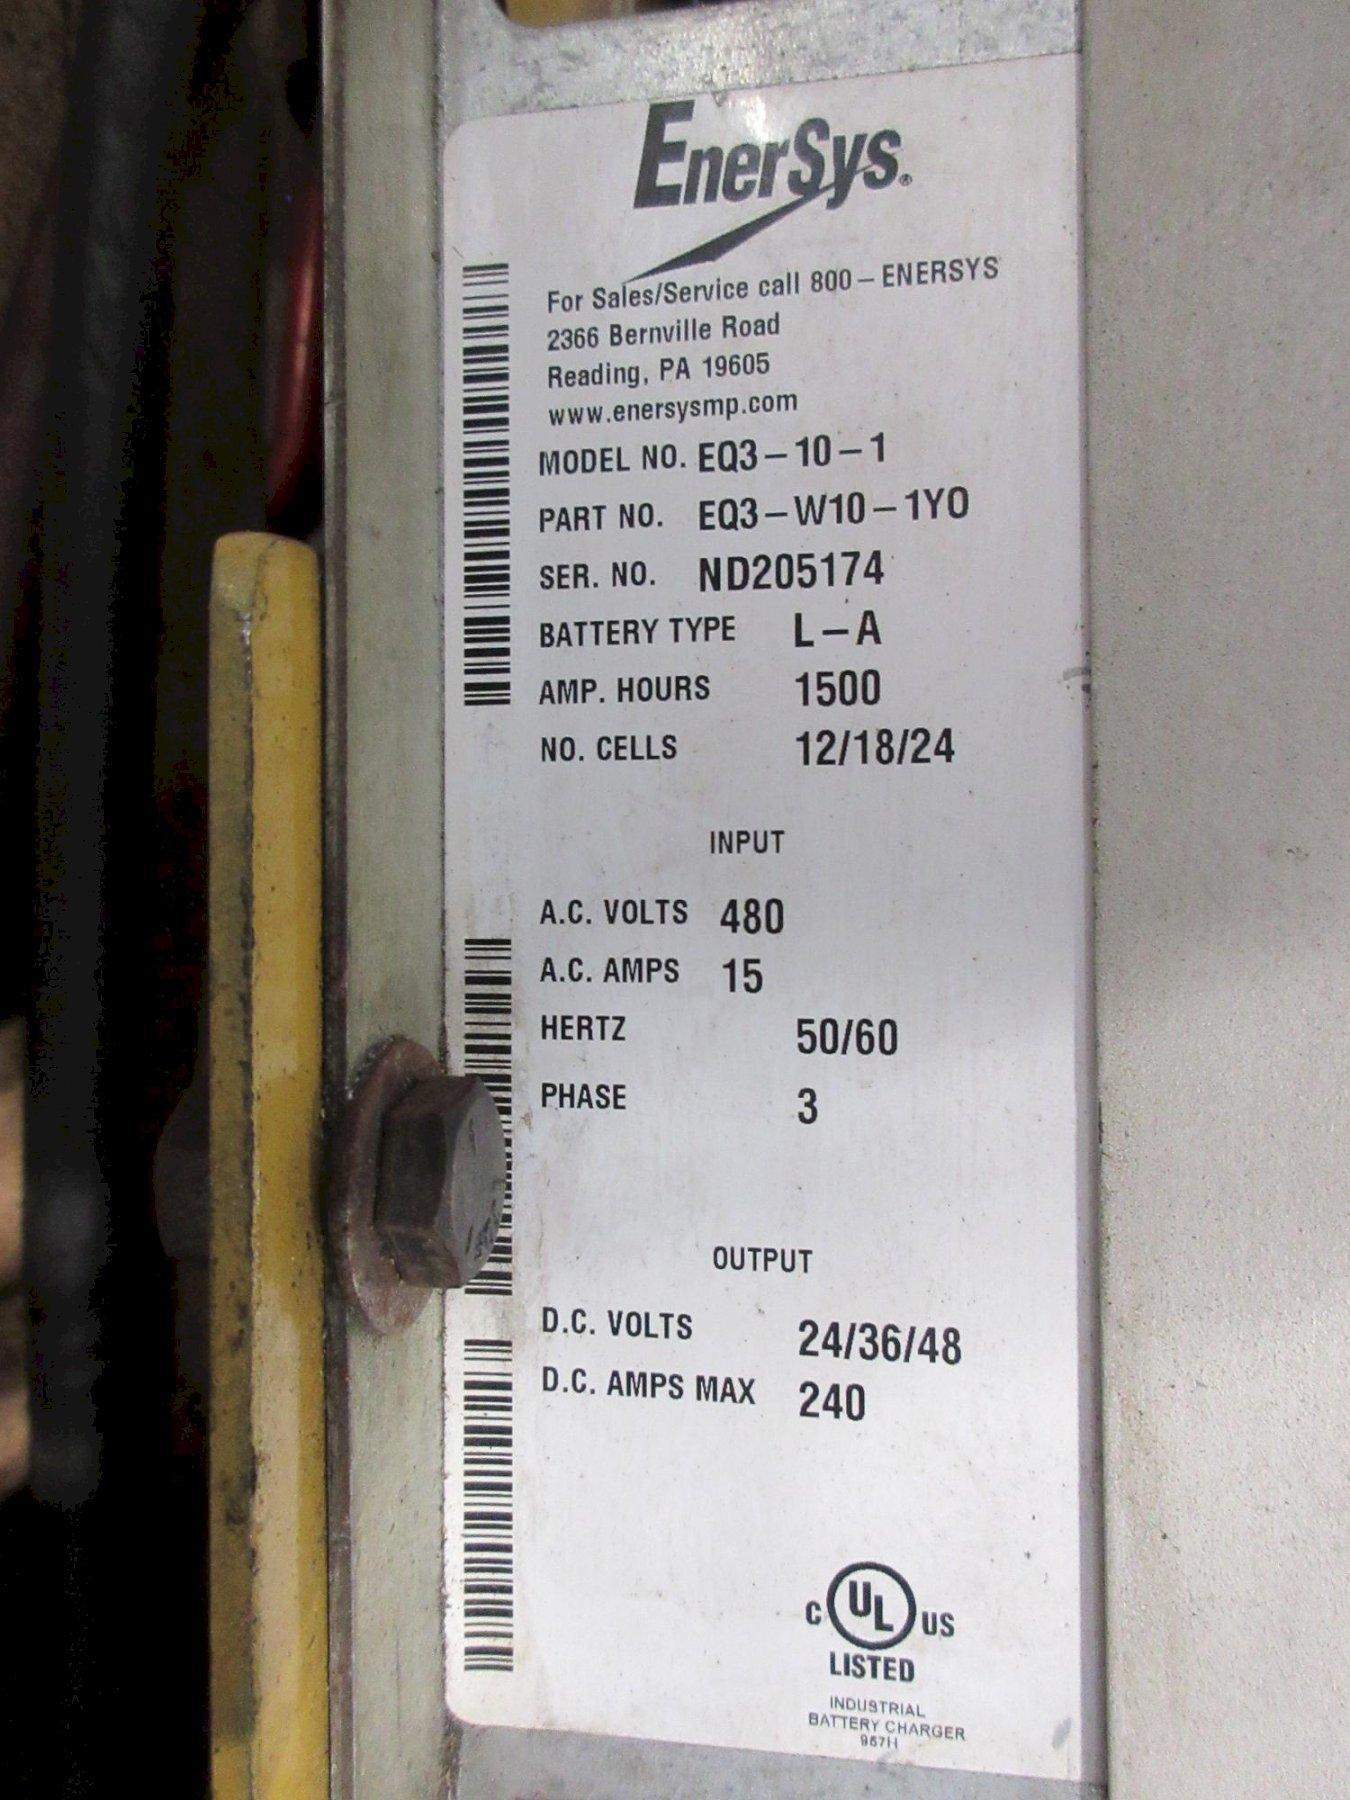 EnerSys®
For Sales/Service call 800 – ENERSYS
2366 Bernville Road
Reading, PA 19605
www.enersysmp.com
MODEL NO. EQ3 – 10 – 1
PART NO. EQ3 – W10 – 1YO
SER. NO. ND205174
BATTERY TYPE L – A
AMP. HOURS 1500
NO. CELLS 12/18/24
INPUT
A.C. VOLTS 480
A.C. AMPS 15
HERTZ 50/60
PHASE 3
OUTPUT
D.C. VOLTS 24/36/48
D.C. AMPS MAX 240
C UL US
LISTED
INDUSTRIAL
BATTERY CHARGER
967H